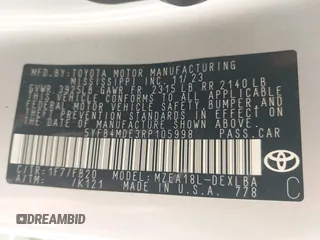 MFD.BY:TOYOTA MOTOR MANUFACTURING
MISSISSIPPI INC. 11/23
GVWR 3925LB GAWR FR 2315 LB RR 2140 LB
THIS VEHICLE CONFORMS TO ALL APPLICABLE
FEDERAL MOTOR VEHICLE SAFETY, BUMPER,
AND THEFT PREVENTION STANDARDS IN EFFECT ON
THE DATE OF MANUFACTURE SHOWN ABOVE.
5YFB4MDE3RP105998 PASS.CAR
C/TR:1F7/FB20 MZEA18L-DEXLBA
A/TM: /K121 U.S.A. 778
TOYOTA
C
DREAMBID